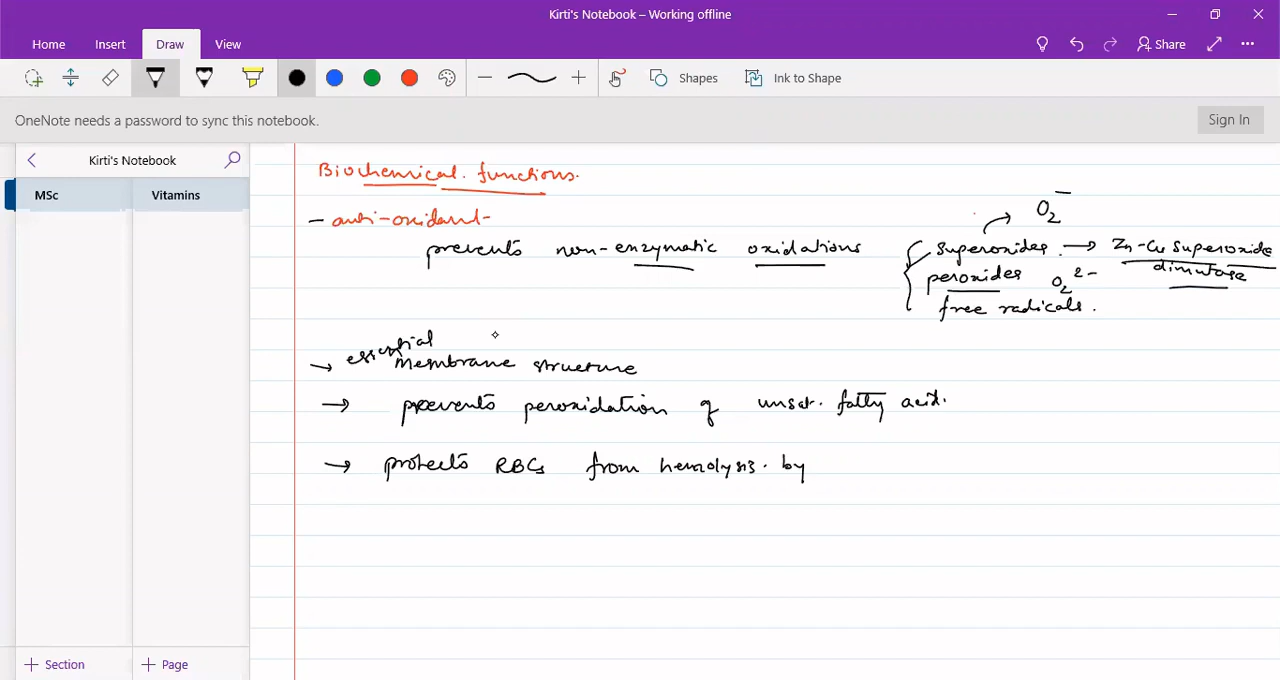 Kirti's Notebook – Working offline
Home Insert Draw View Share
Shapes Ink to Shape
OneNote needs a password to sync this notebook. Sign In
Kirti's Notebook
MSc Vitamins
Biochemical functions.
– anti-oxidant-
prevents non-enzymatic oxidations
superoxides → O₂⁻
superoxides → Zn-Cu superoxide dimutase
peroxides O₂²⁻
free radicals.
→ essential membrane structure
→ prevents peroxidation of unsat. fatty acid.
→ protects RBCs from hemolysis. by
+ Section + Page